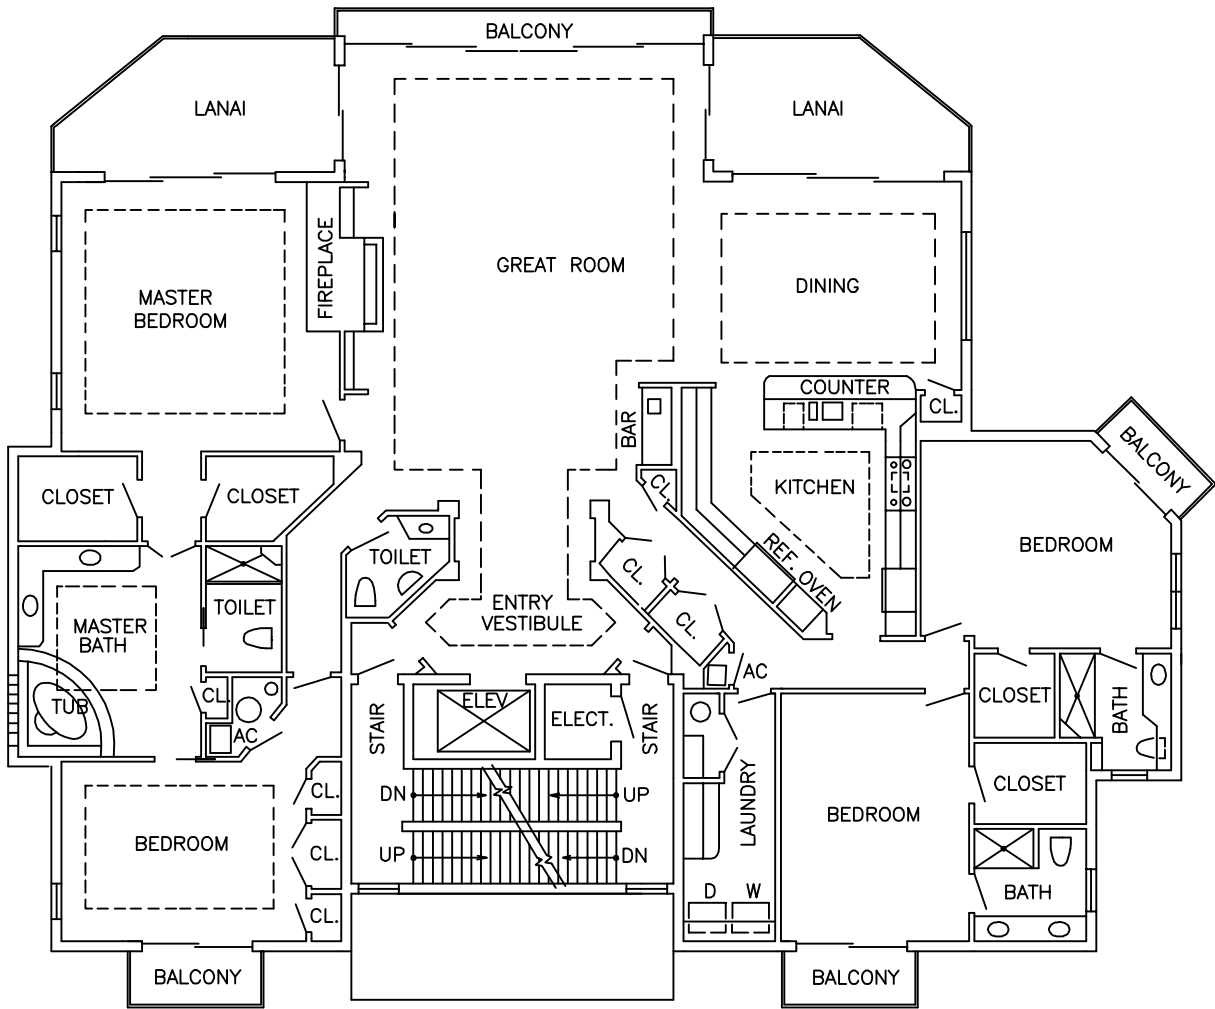 BALCONY
LANAI
LANAI
FIREPLACE
GREAT ROOM
DINING
MASTER
BEDROOM
COUNTER
CL.
BAR
BALCONY
CLOSET
CLOSET
CL.
KITCHEN
REF. OVEN
BEDROOM
TOILET
CL.
TOILET
ENTRY
VESTIBULE
CL.
MASTER
BATH
AC
CL.
TUB
ELEV
CLOSET
BATH
STAIR
ELECT.
STAIR
AC
CLOSET
DN
UP
CL.
LAUNDRY
BEDROOM
BEDROOM
UP
DN
CL.
D
W
BATH
CL.
BALCONY
BALCONY